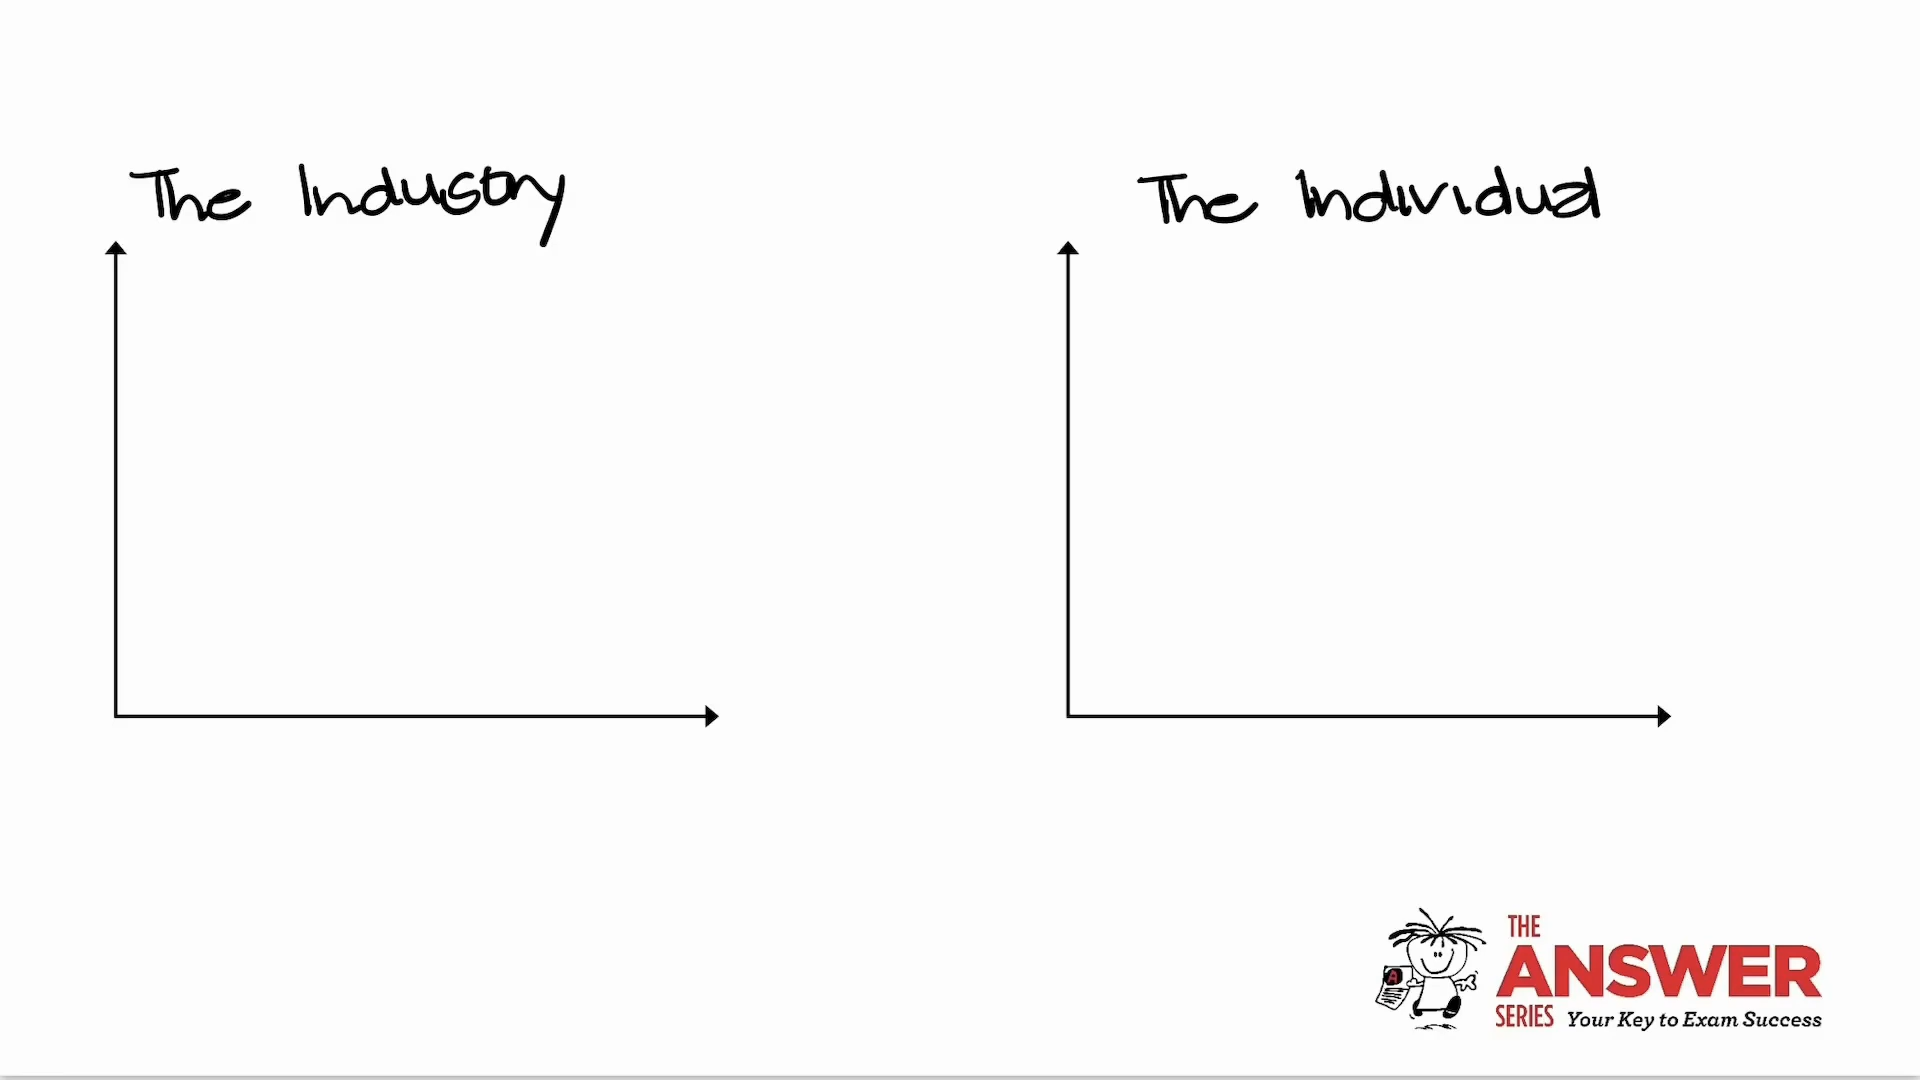 The Industry
The Individual
A
THE
ANSWER
SERIES Your Key to Exam Success